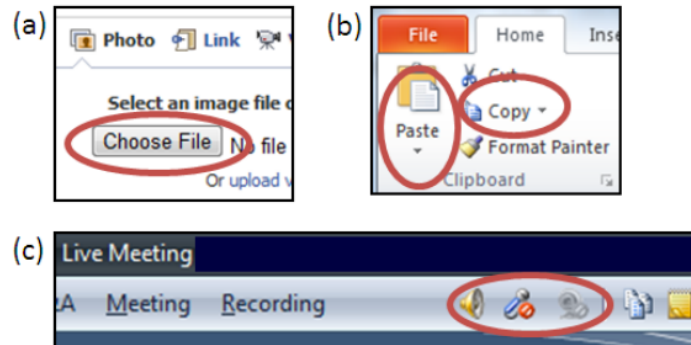 (a)
Photo Link
Select an image file
Choose File No file
Or upload
(b)
File Home
Cut
Copy
Paste
Format Painter
Clipboard
(c)
Live Meeting
Meeting Recording